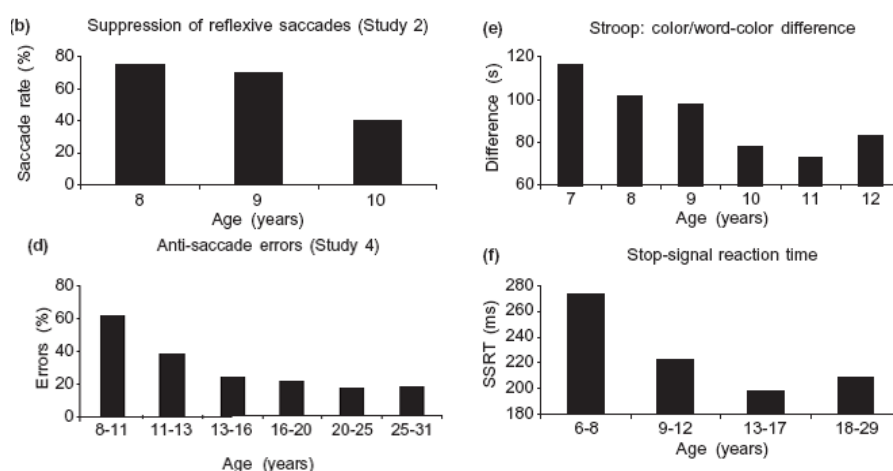 (b) Suppression of reflexive saccades (Study 2)
Saccade rate (%)
80
60
40
20
0
8 9 10
Age (years)
(e) Stroop: color/word-color difference
Difference (s)
120
100
80
60
7 8 9 10 11 12
Age (years)
(d) Anti-saccade errors (Study 4)
Errors (%)
80
60
40
20
0
8-11 11-13 13-16 16-20 20-25 25-31
Age (years)
(f) Stop-signal reaction time
SSRT (ms)
280
260
240
220
200
180
6-8 9-12 13-17 18-29
Age (years)